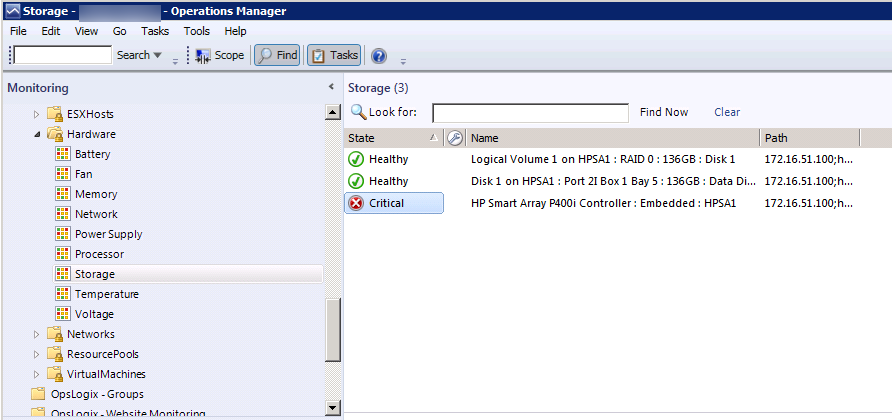 Storage - - Operations Manager
File Edit View Go Tasks Tools Help
Search Scope Find Tasks
Monitoring
ESXHosts
Hardware
Battery
Fan
Memory
Network
Power Supply
Processor
Storage
Temperature
Voltage
Networks
ResourcePools
VirtualMachines
OpsLogix - Groups
OpsLogix - Website Monitoring
Storage (3)
Look for: Find Now Clear
State Name Path
Healthy Logical Volume 1 on HPSA1 : RAID 0 : 136GB : Disk 1 172.16.51.100;h...
Healthy Disk 1 on HPSA1 : Port 2I Box 1 Bay 5 : 136GB : Data Di... 172.16.51.100;h...
Critical HP Smart Array P400i Controller : Embedded : HPSA1 172.16.51.100;h...